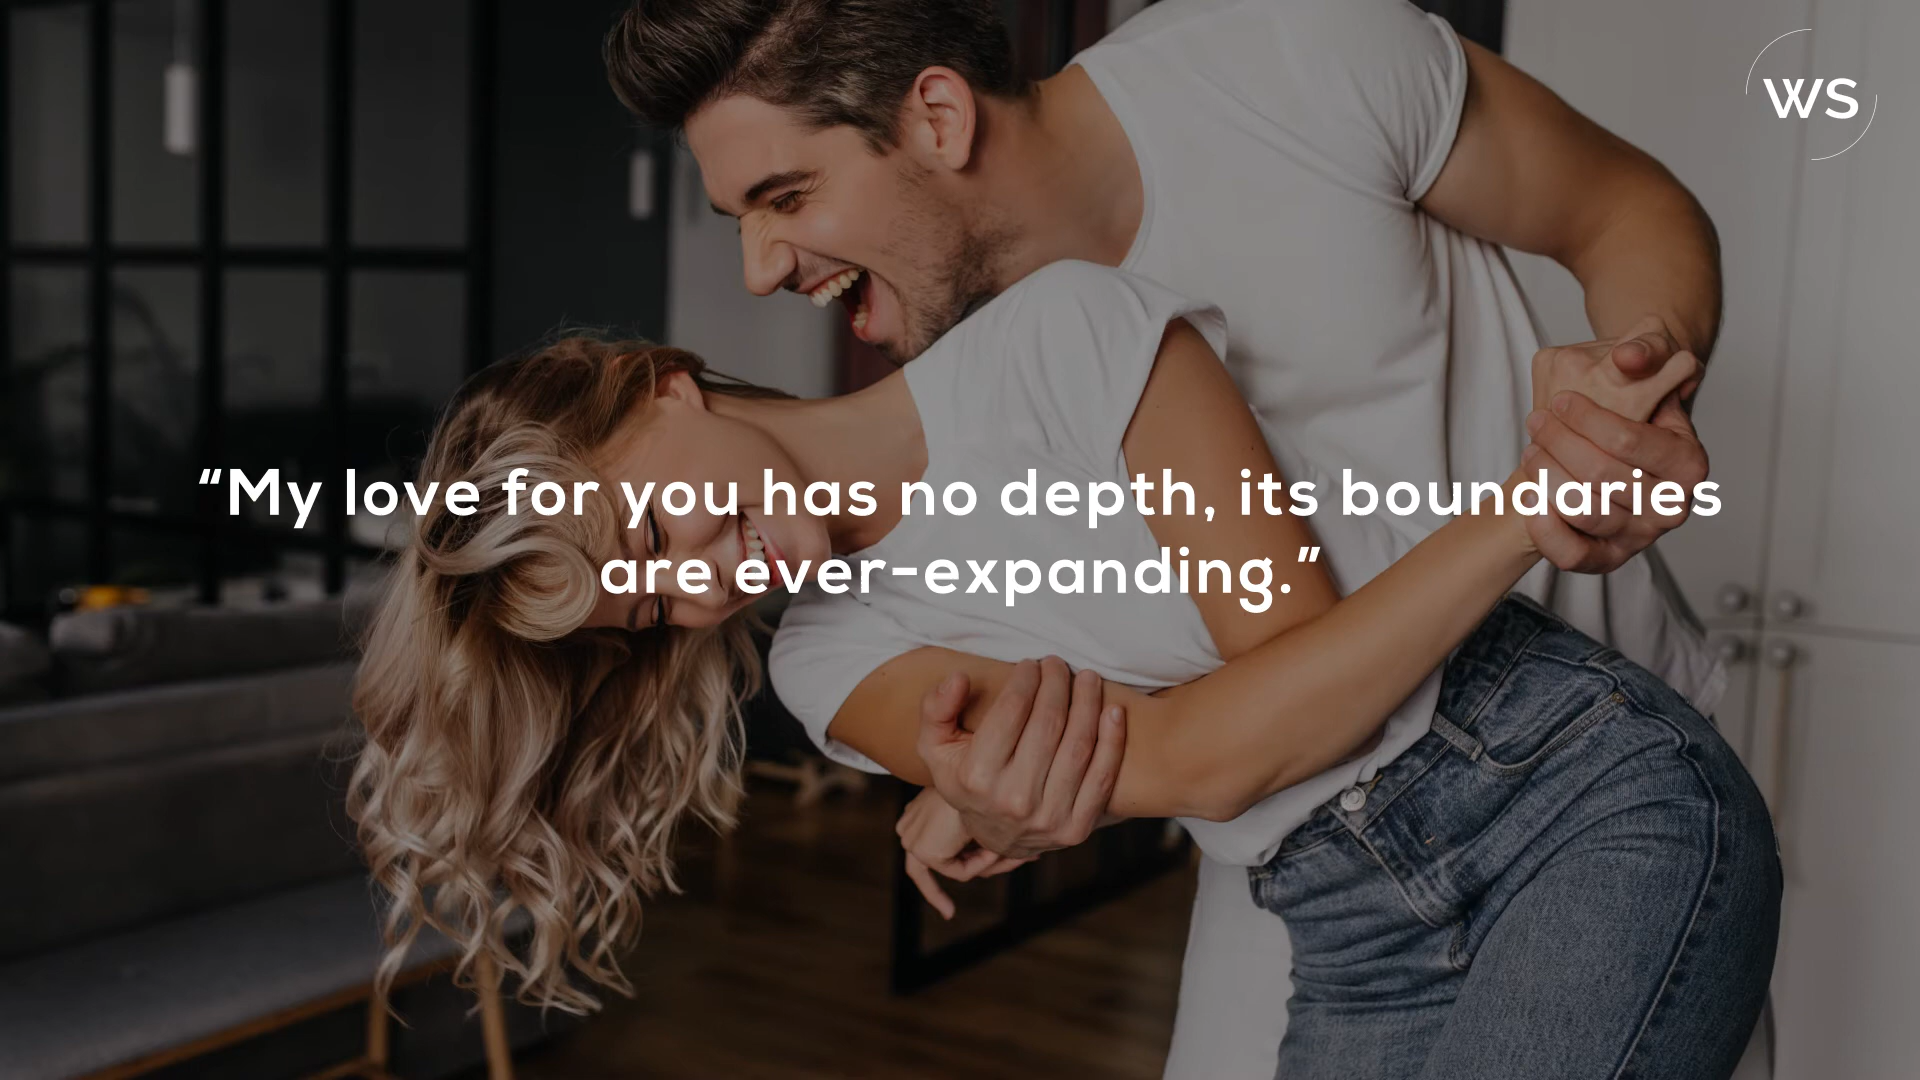 WS
“My love for you has no depth, its boundaries
are ever-expanding.”